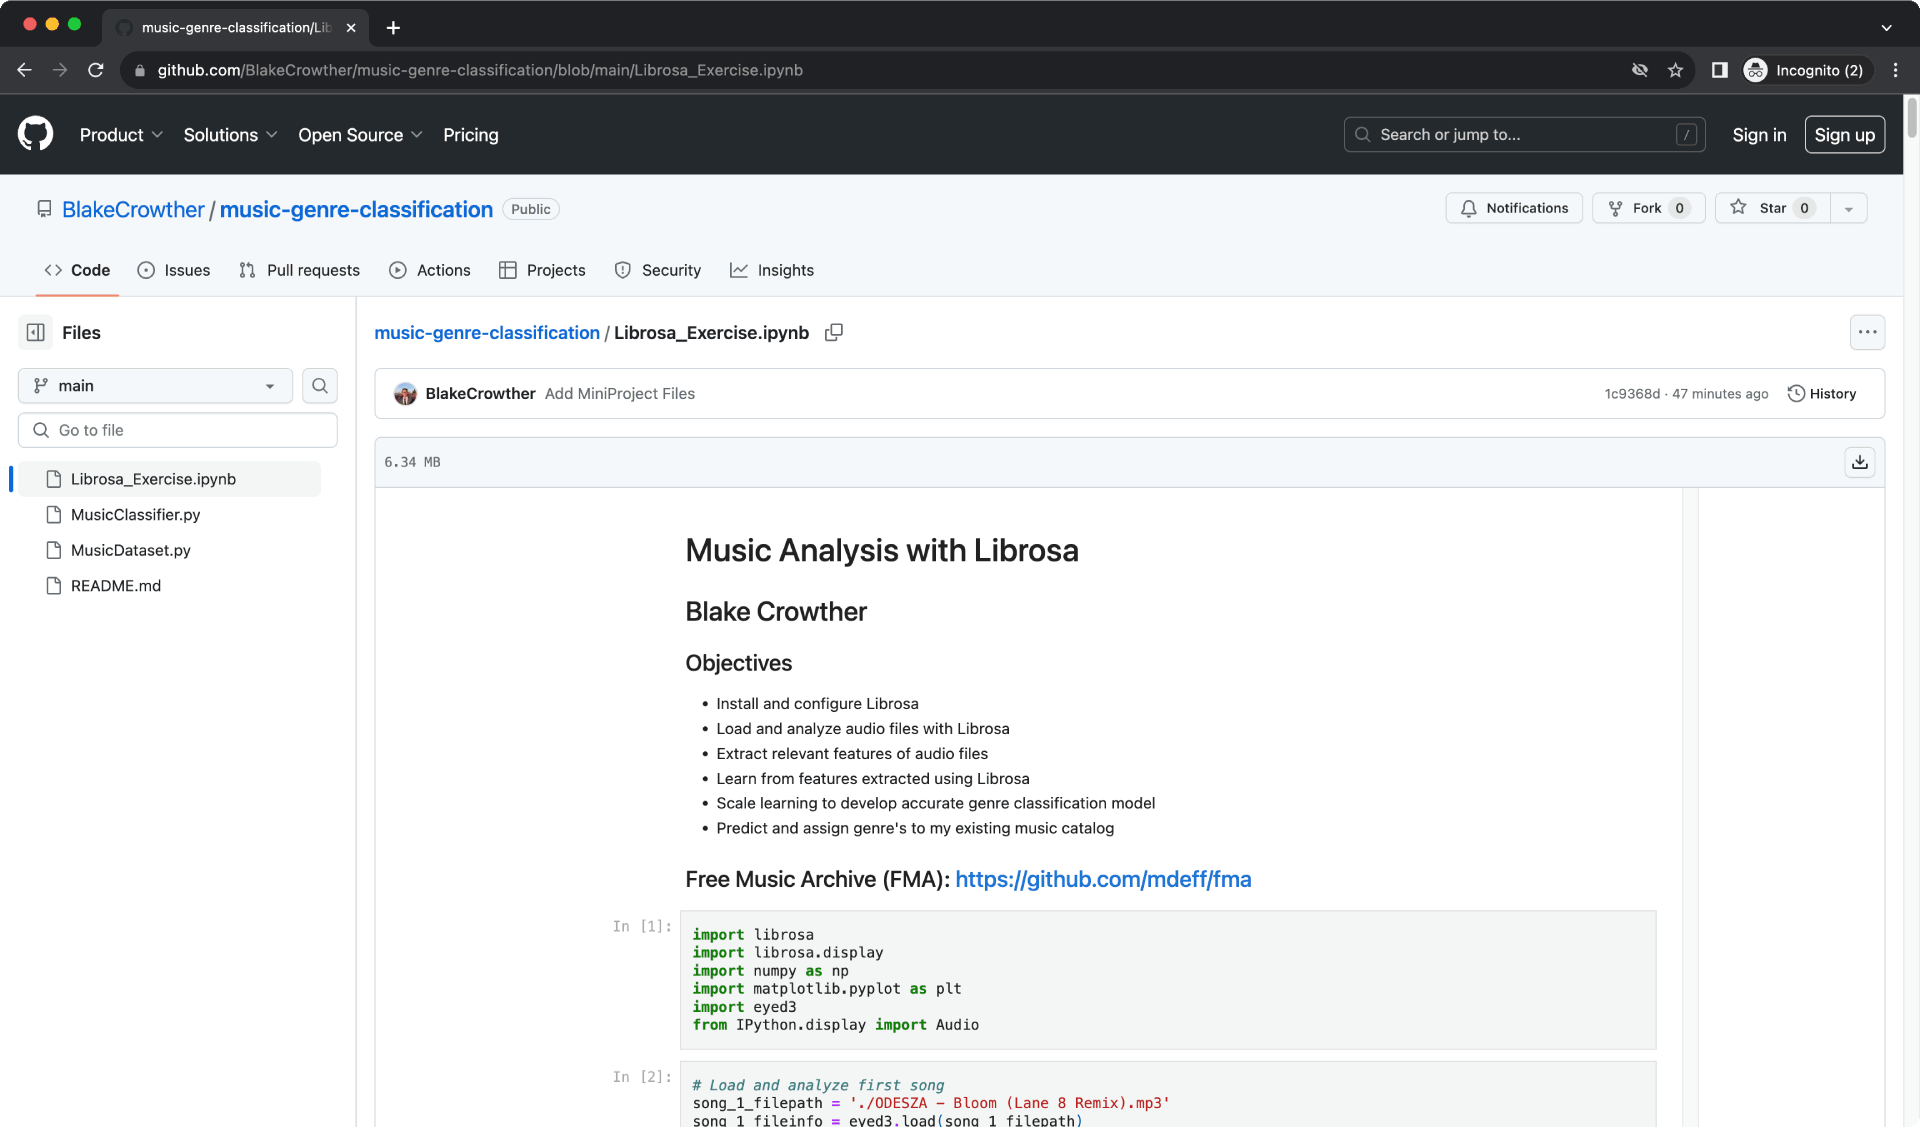 music-genre-classification/Lib
github.com/BlakeCrowther/music-genre-classification/blob/main/Librosa_Exercise.ipynb
Incognito (2)
Product
Solutions
Open Source
Pricing
Search or jump to...
/
Sign in
Sign up
BlakeCrowther / music-genre-classification
Public
Notifications
Fork 0
Star 0
Code
Issues
Pull requests
Actions
Projects
Security
Insights
Files
main
Go to file
Librosa_Exercise.ipynb
MusicClassifier.py
MusicDataset.py
README.md
music-genre-classification / Librosa_Exercise.ipynb
BlakeCrowther Add MiniProject Files
1c9368d · 47 minutes ago
History
6.34 MB
Music Analysis with Librosa
Blake Crowther
Objectives
• Install and configure Librosa
• Load and analyze audio files with Librosa
• Extract relevant features of audio files
• Learn from features extracted using Librosa
• Scale learning to develop accurate genre classification model
• Predict and assign genre's to my existing music catalog
Free Music Archive (FMA): https://github.com/mdeff/fma
In [1]:
import librosa
import librosa.display
import numpy as np
import matplotlib.pyplot as plt
import eyed3
from IPython.display import Audio
In [2]:
# Load and analyze first song
song_1_filepath = './ODESZA - Bloom (Lane 8 Remix).mp3'
song_1_fileinfo = eyed3.load(song_1_filepath)